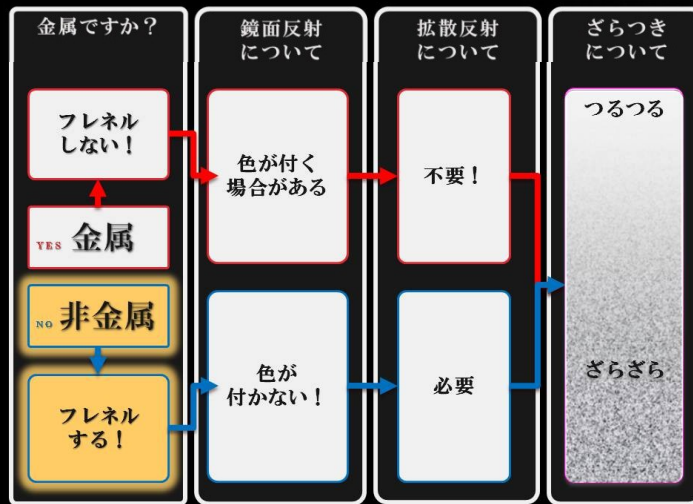 金属ですか？
鏡面反射
について
拡散反射
について
ざらつき
について
フレネル
しない！
色が付く
場合がある
不要！
つるつる
YES 金属
NO 非金属
フレネル
する！
色が
付かない！
必要
ざらざら